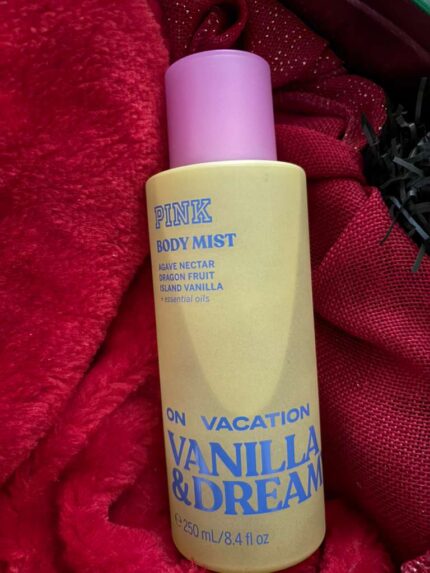 PINK
BODY MIST
AGAVE NECTAR
DRAGON FRUIT
ISLAND VANILLA
+ essential oils
ON VACATION
VANILLA
&DREAM
℮ 250 mL/8.4 fl oz